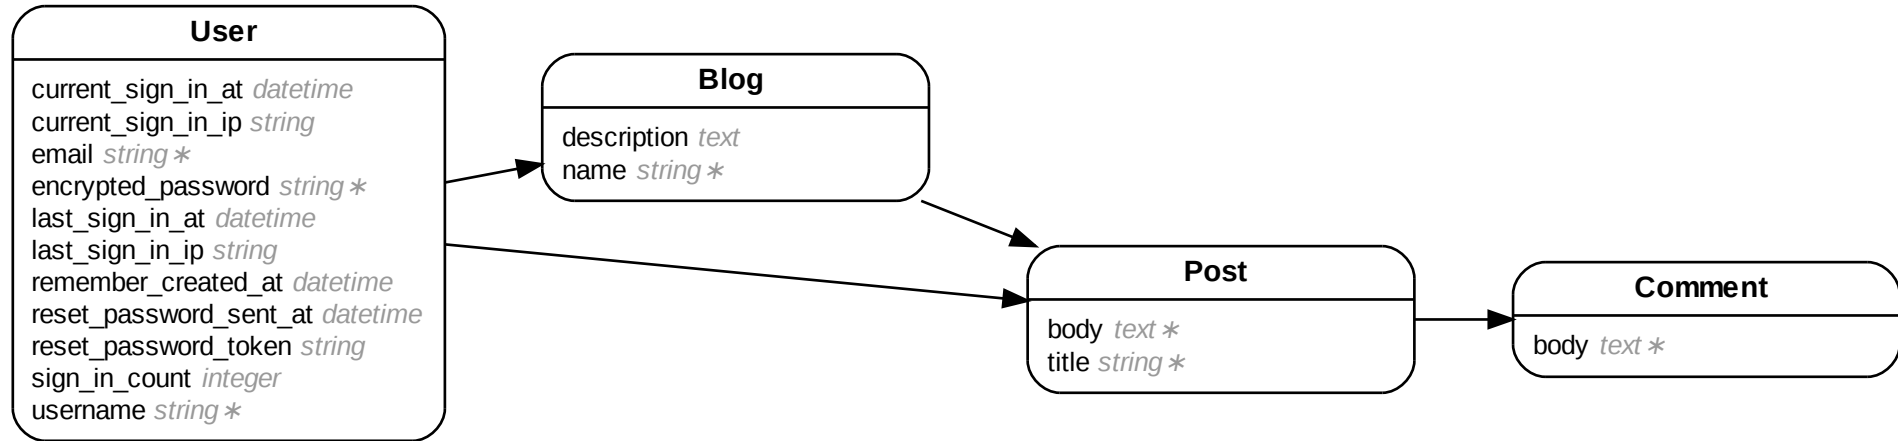 User
current_sign_in_at datetime
current_sign_in_ip string
email string∗
encrypted_password string∗
last_sign_in_at datetime
last_sign_in_ip string
remember_created_at datetime
reset_password_sent_at datetime
reset_password_token string
sign_in_count integer
username string∗
Blog
description text
name string∗
Post
body text∗
title string∗
Comment
body text∗